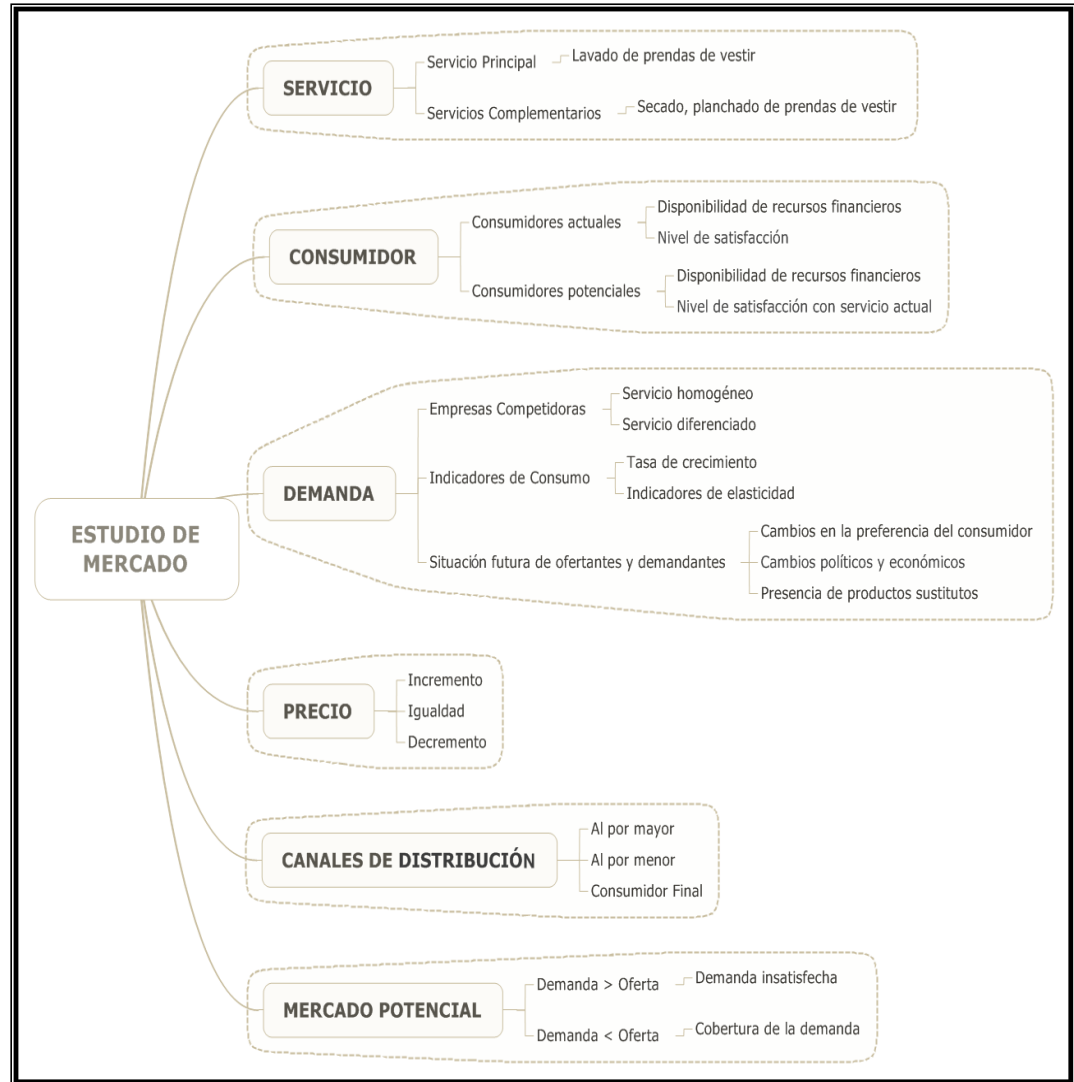 SERVICIO
Servicio Principal
Lavado de prendas de vestir
Servicios Complementarios
Secado, planchado de prendas de vestir
CONSUMIDOR
Consumidores actuales
Disponibilidad de recursos financieros
Nivel de satisfacción
Consumidores potenciales
Disponibilidad de recursos financieros
Nivel de satisfacción con servicio actual
ESTUDIO DE
MERCADO
DEMANDA
Empresas Competidoras
Servicio homogéneo
Servicio diferenciado
Indicadores de Consumo
Tasa de crecimiento
Indicadores de elasticidad
Situación futura de ofertantes y demandantes
Cambios en la preferencia del consumidor
Cambios políticos y económicos
Presencia de productos sustitutos
PRECIO
Incremento
Igualdad
Decremento
CANALES DE DISTRIBUCIÓN
Al por mayor
Al por menor
Consumidor Final
MERCADO POTENCIAL
Demanda > Oferta
Demanda insatisfecha
Demanda < Oferta
Cobertura de la demanda